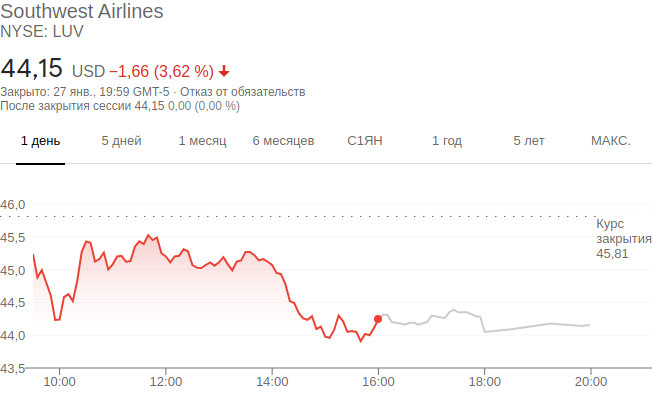 Southwest Airlines
NYSE: LUV
44,15 USD −1,66 (3,62 %)
Закрыто: 27 янв., 19:59 GMT-5 · Отказ от обязательств
После закрытия сессии 44,15 0,00 (0,00 %)
1 день 5 дней 1 месяц 6 месяцев С1ЯН 1 год 5 лет МАКС.
46,0
Курс
закрытия
45,81
45,5
45,0
44,5
44,0
43,5
10:00 12:00 14:00 16:00 18:00 20:00